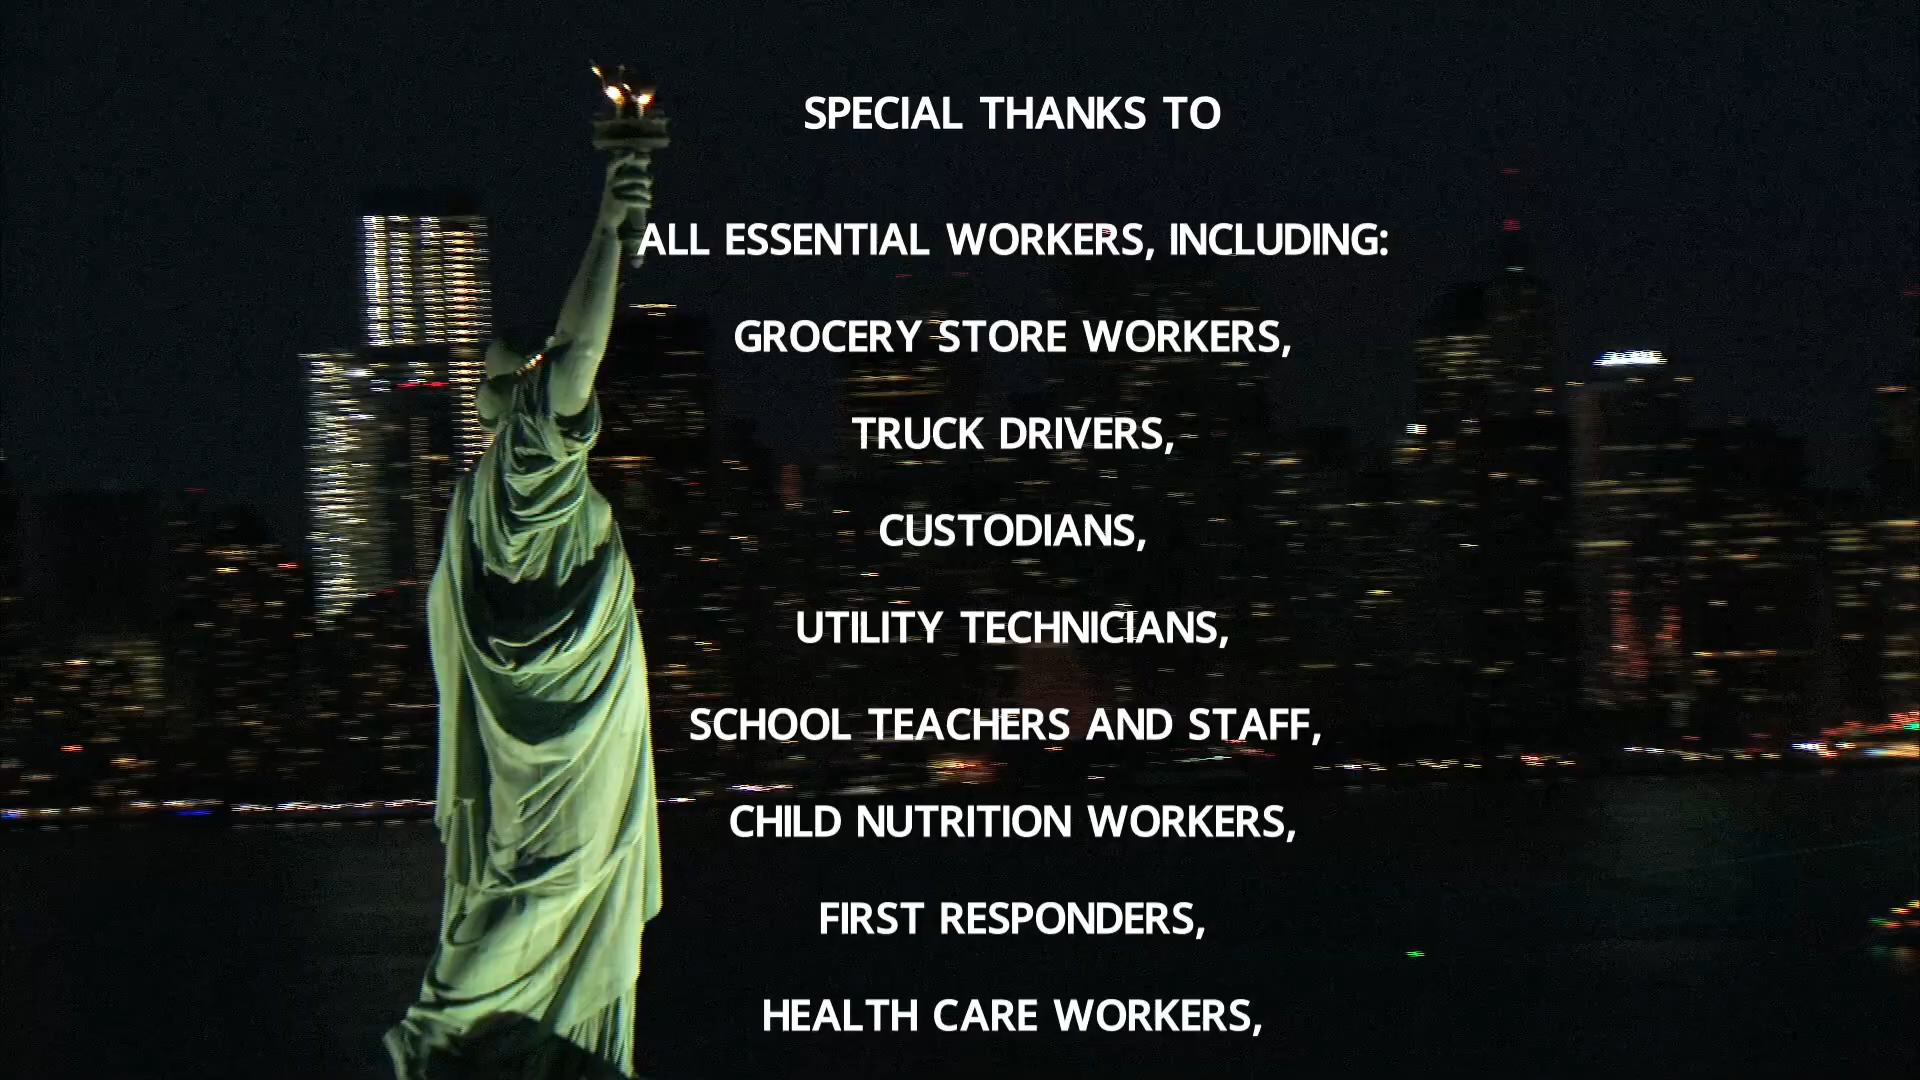 SPECIAL THANKS TO
ALL ESSENTIAL WORKERS, INCLUDING:
GROCERY STORE WORKERS,
TRUCK DRIVERS,
CUSTODIANS,
UTILITY TECHNICIANS,
SCHOOL TEACHERS AND STAFF,
CHILD NUTRITION WORKERS,
FIRST RESPONDERS,
HEALTH CARE WORKERS,